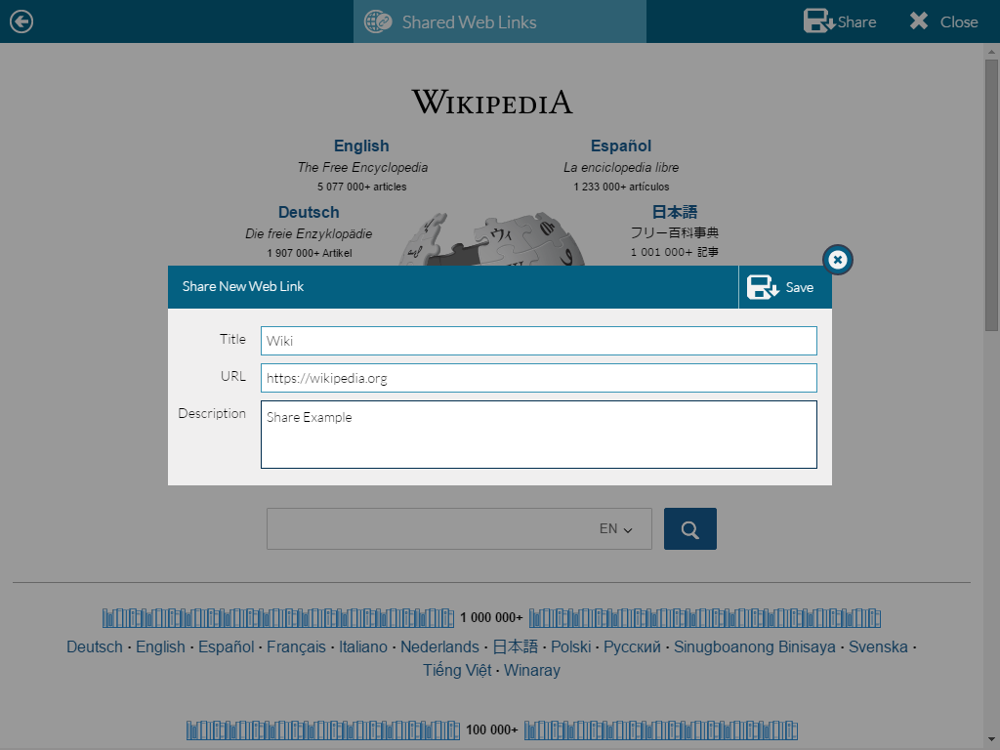 Shared Web Links
Share
Close
WIKIPEDIA
English
The Free Encyclopedia
5 077 000+ articles
Español
La enciclopedia libre
1 233 000+ artículos
Deutsch
Die freie Enzyklopädie
1 907 000+ Artikel
日本語
フリー百科事典
1 001 000+ 記事
Share New Web Link
Save
Title
Wiki
URL
https://wikipedia.org
Description
Share Example
EN
1 000 000+
Deutsch · English · Español · Français · Italiano · Nederlands · 日本語 · Polski · Русский · Sinugboanong Binisaya · Svenska ·
Tiếng Việt · Winaray
100 000+